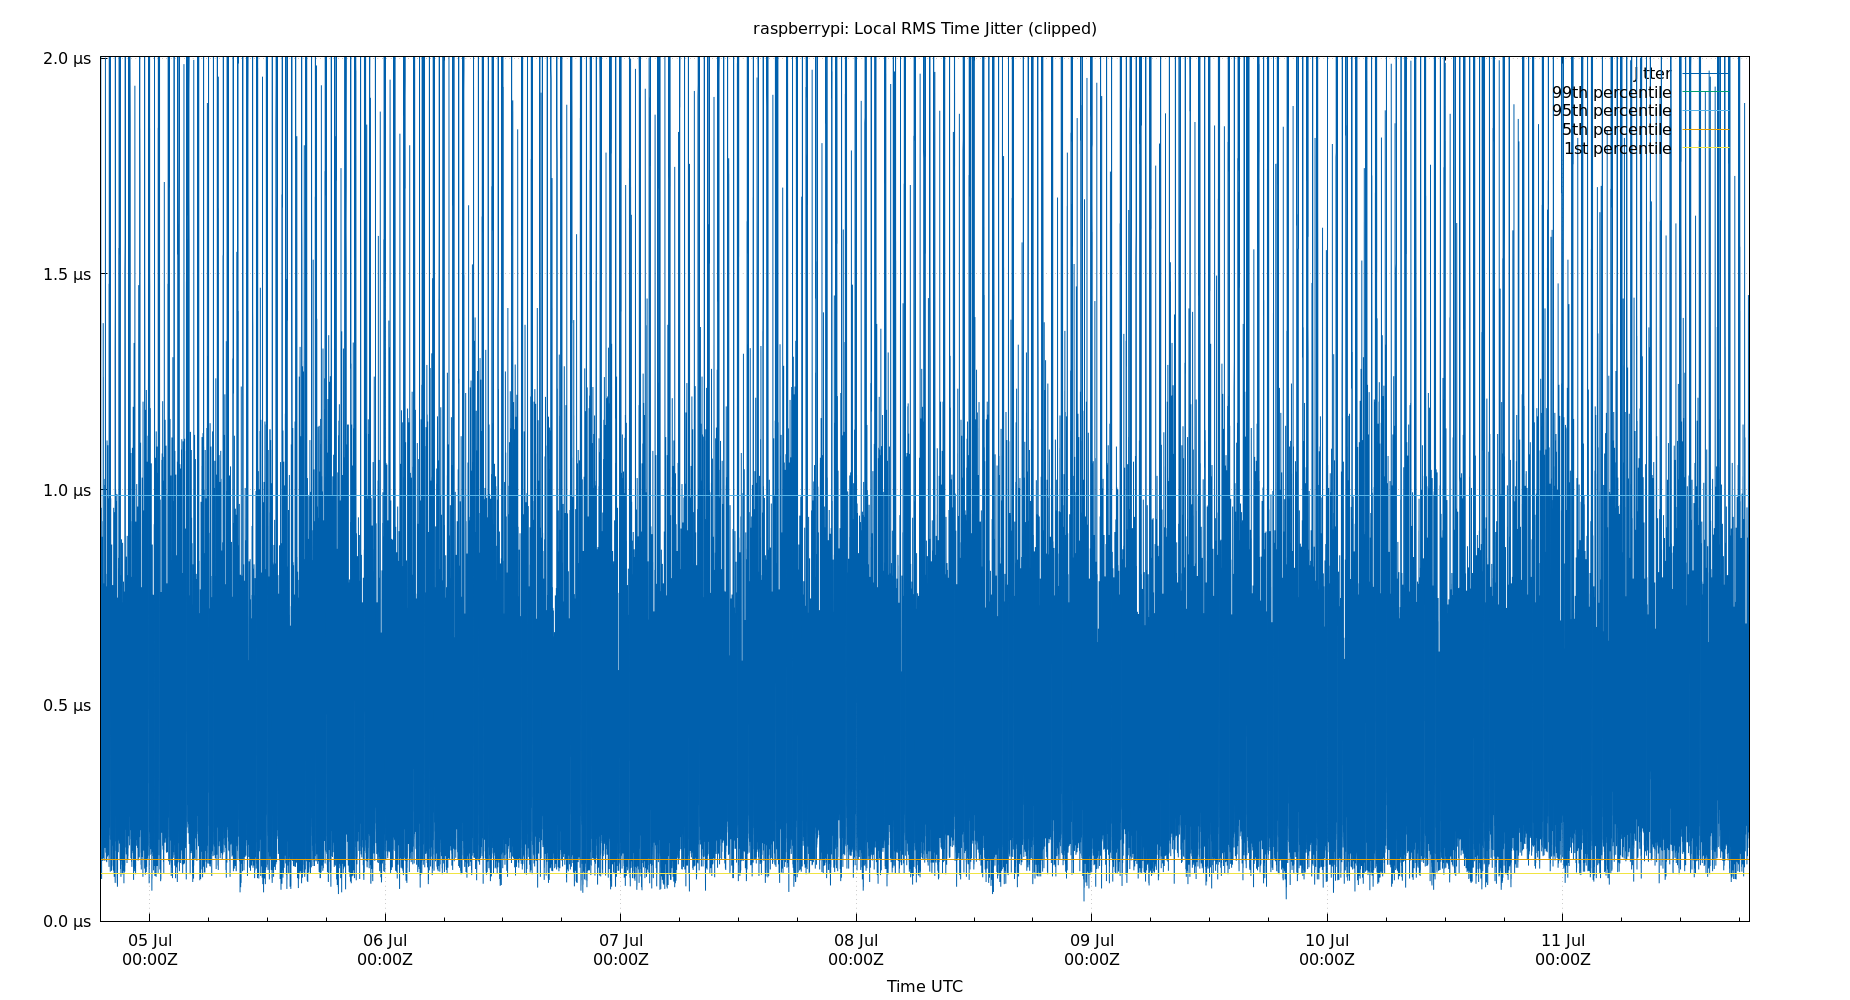 raspberrypi: Local RMS Time Jitter (clipped)
2.0 μs
1.5 μs
1.0 μs
0.5 μs
0.0 μs
Jitter
99th percentile
95th percentile
5th percentile
1st percentile
05 Jul 06 Jul 07 Jul 08 Jul 09 Jul 10 Jul 11 Jul
00:00Z 00:00Z 00:00Z 00:00Z 00:00Z 00:00Z 00:00Z
Time UTC